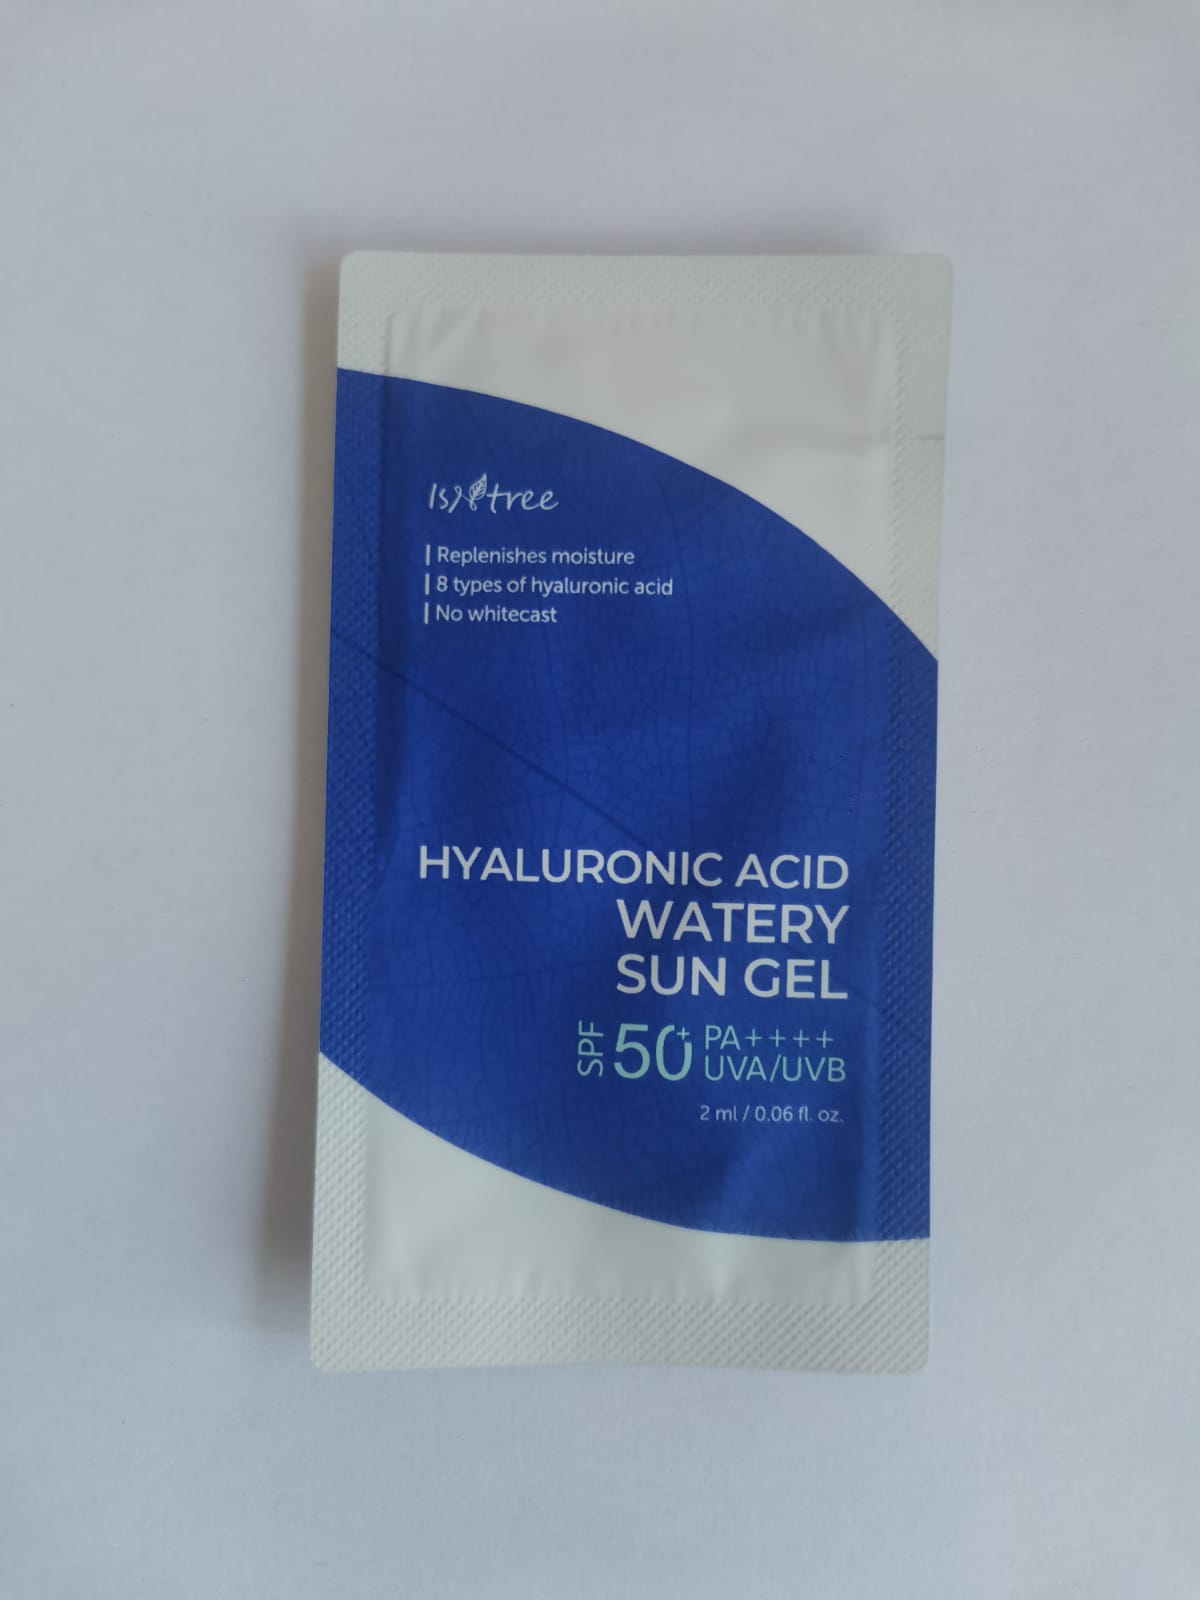 Isntree
Replenishes moisture
8 types of hyaluronic acid
No whitecast
HYALURONIC ACID
WATERY
SUN GEL
SPF 50+ PA++++
UVA/UVB
2 ml / 0.06 fl. oz.